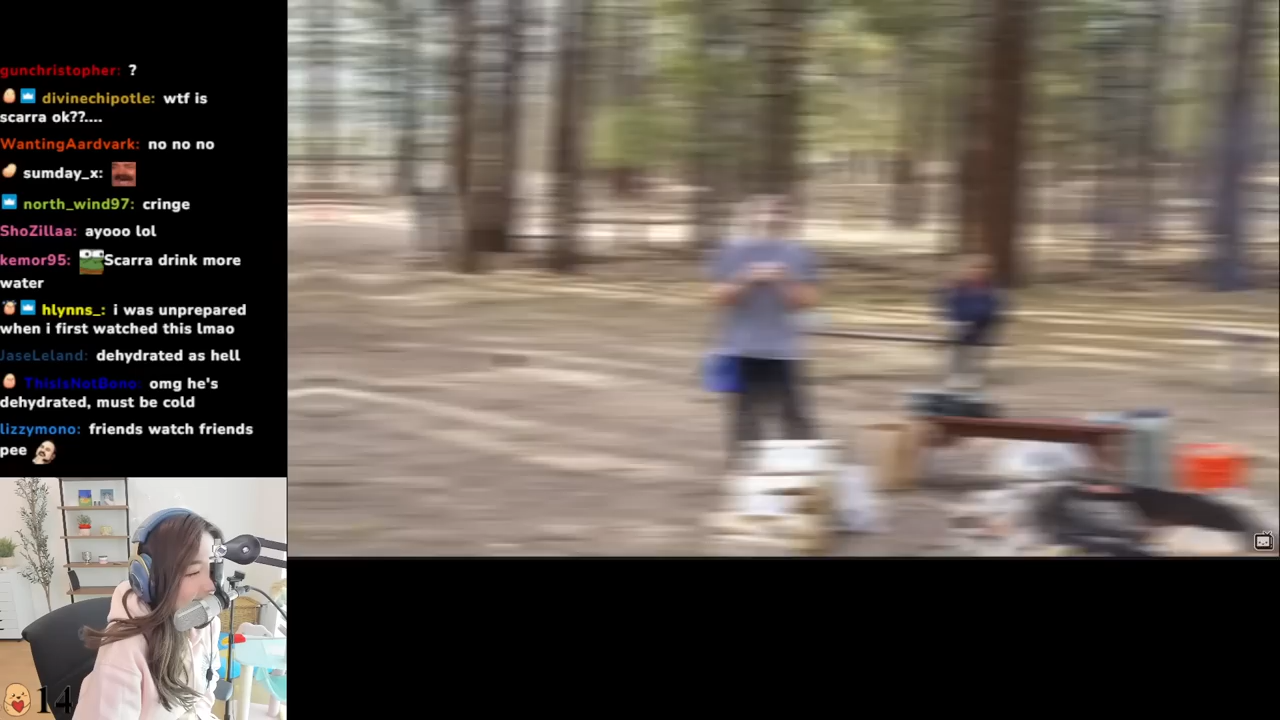 gunchristopher: ?
divinechipotle: wtf is
scarra ok??....
WantingAardvark: no no no
sumday_x:
north_wind97: cringe
ShoZillaa: ayooo lol
kemor95: Scarra drink more
water
hlynns_: i was unprepared
when i first watched this lmao
JaseLeland: dehydrated as hell
ThisIsNotBono: omg he's
dehydrated, must be cold
lizzymono: friends watch friends
pee
14